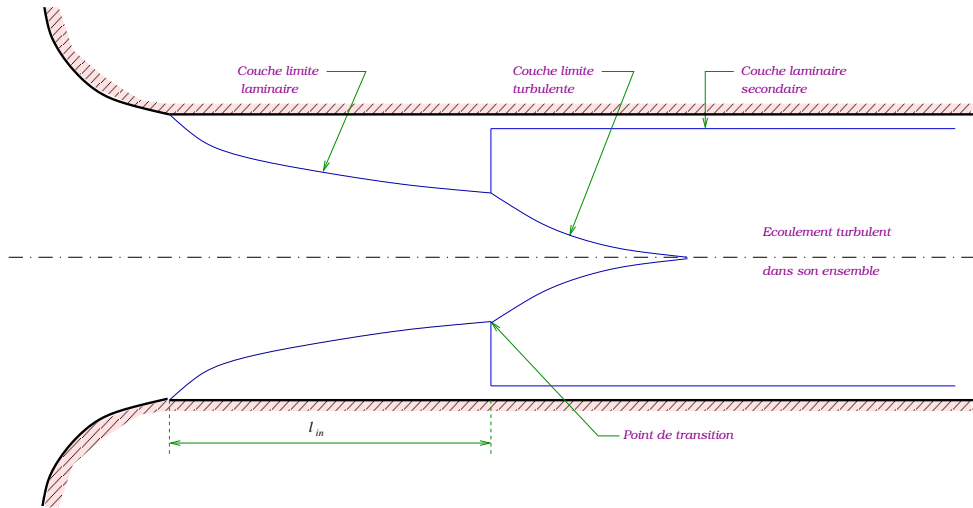 Couche limite
laminaire
Couche limite
turbulente
Couche laminaire
secondaire
Ecoulement turbulent
dans son ensemble
l in
Point de transition